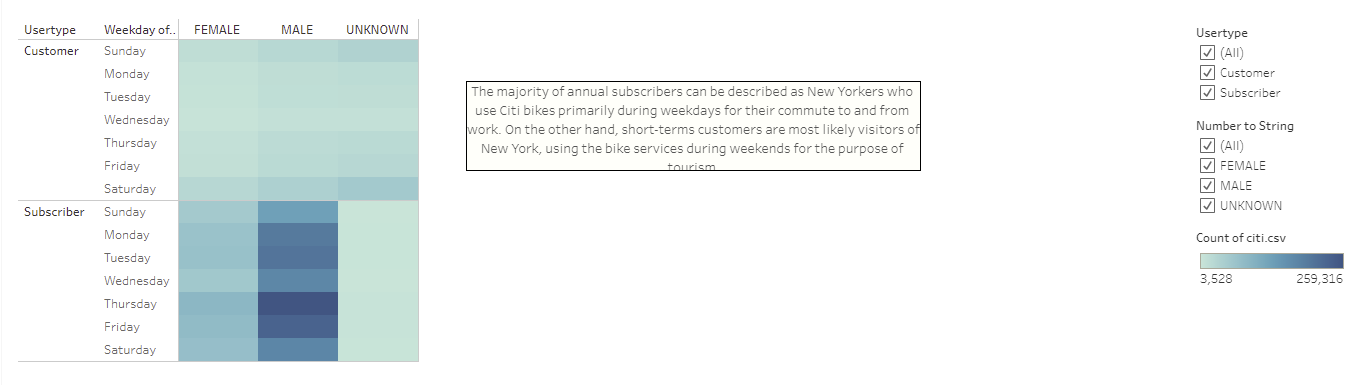 Usertype Weekday of.. FEMALE MALE UNKNOWN
Customer Sunday
Monday
Tuesday
Wednesday
Thursday
Friday
Saturday
Subscriber Sunday
Monday
Tuesday
Wednesday
Thursday
Friday
Saturday
The majority of annual subscribers can be described as New Yorkers who
use Citi bikes primarily during weekdays for their commute to and from
work. On the other hand, short-terms customers are most likely visitors of
New York, using the bike services during weekends for the purpose of
tourism
Usertype
(All)
Customer
Subscriber
Number to String
(All)
FEMALE
MALE
UNKNOWN
Count of citi.csv
3,528 259,316